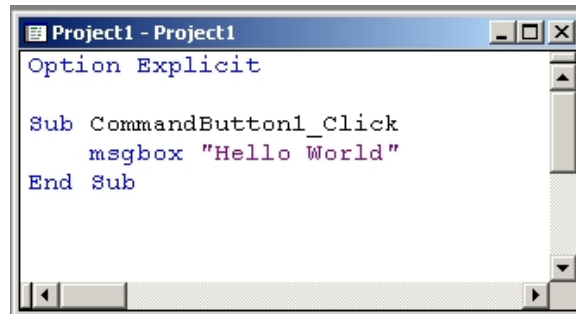 Project1 - Project1
Option Explicit
Sub CommandButton1_Click
    msgbox "Hello World"
End Sub